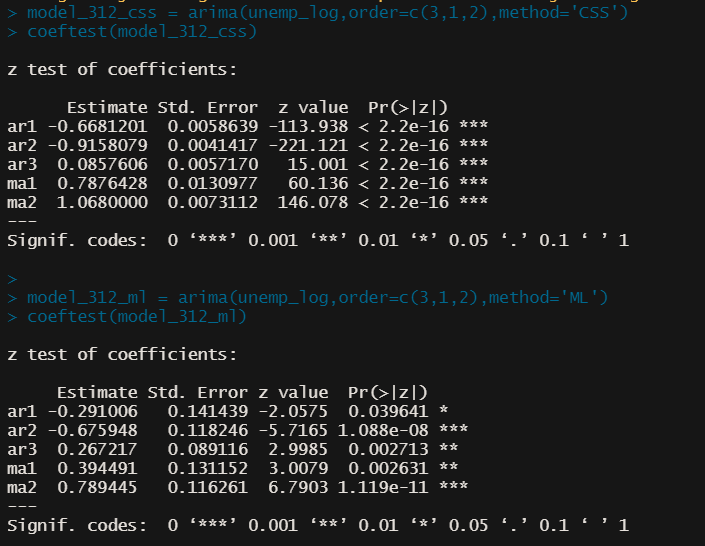 > model_312_css = arima(unemp_log,order=c(3,1,2),method='CSS')
> coeftest(model_312_css)

z test of coefficients:

      Estimate Std. Error  z value  Pr(>|z|)
ar1 -0.6681201  0.0058639 -113.938 < 2.2e-16 ***
ar2 -0.9158079  0.0041417 -221.121 < 2.2e-16 ***
ar3  0.0857606  0.0057170   15.001 < 2.2e-16 ***
ma1  0.7876428  0.0130977   60.136 < 2.2e-16 ***
ma2  1.0680000  0.0073112  146.078 < 2.2e-16 ***
---
Signif. codes:  0 ‘***’ 0.001 ‘**’ 0.01 ‘*’ 0.05 ‘.’ 0.1 ‘ ’ 1

>
> model_312_ml = arima(unemp_log,order=c(3,1,2),method='ML')
> coeftest(model_312_ml)

z test of coefficients:

     Estimate Std. Error z value  Pr(>|z|)
ar1 -0.291006   0.141439 -2.0575  0.039641 *
ar2 -0.675948   0.118246 -5.7165 1.088e-08 ***
ar3  0.267217   0.089116  2.9985  0.002713 **
ma1  0.394491   0.131152  3.0079  0.002631 **
ma2  0.789445   0.116261  6.7903 1.119e-11 ***
---
Signif. codes:  0 ‘***’ 0.001 ‘**’ 0.01 ‘*’ 0.05 ‘.’ 0.1 ‘ ’ 1